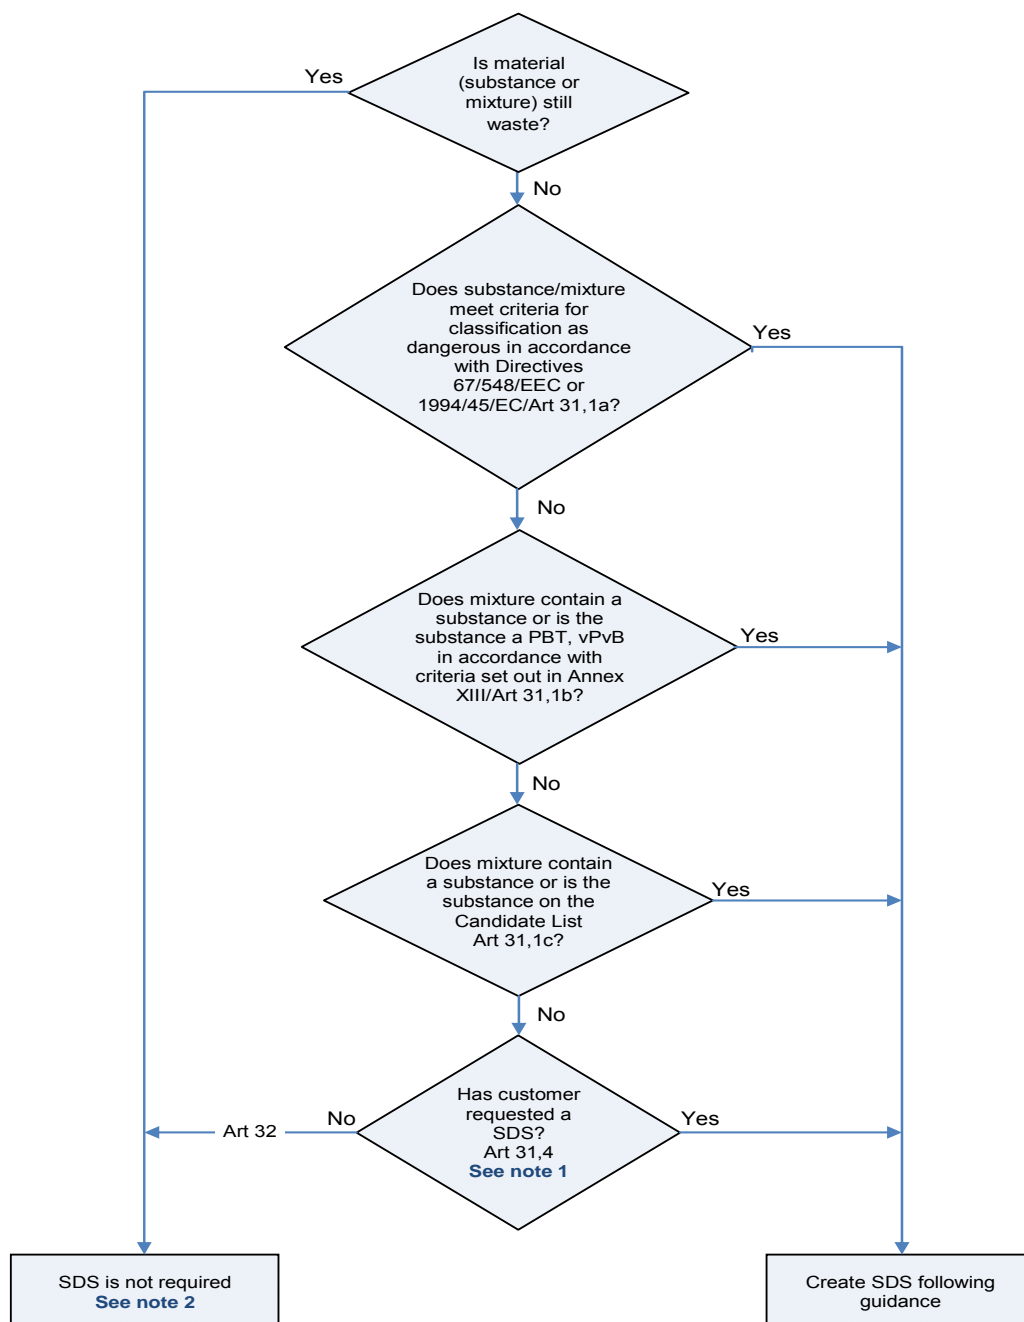 Is material
(substance or
mixture) still
waste?
Yes
No
Does substance/mixture
meet criteria for
classification as
dangerous in accordance
with Directives
67/548/EEC or
1994/45/EC/Art 31,1a?
Yes
No
Does mixture contain a
substance or is the
substance a PBT, vPvB
in accordance with
criteria set out in Annex
XIII/Art 31,1b?
Yes
No
Does mixture contain
a substance or is the
substance on the
Candidate List
Art 31,1c?
Yes
No
Has customer
requested a
SDS?
Art 31,4
See note 1
No
Art 32
Yes
SDS is not required
See note 2
Create SDS following
guidance